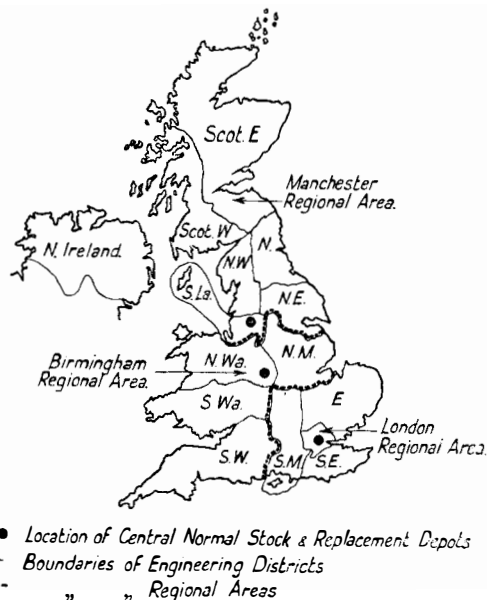 Scot. E
Manchester
Regional Area.
Scot. W
N.
N. Ireland.
N.W
S.La.
N.E.
N.Wa.
N.M.
Birmingham
Regional Area.
E
S Wa.
London
Regional Area.
S.W.
S.M.
S.E.
● Location of Central Normal Stock & Replacement Depots
Boundaries of Engineering Districts
" " Regional Areas